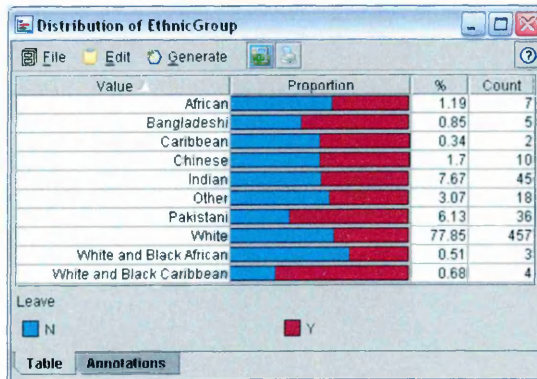 Distribution of EthnicGroup
File Edit Generate
Value Proportion % Count
African 1.19 7
Bangladeshi 0.85 5
Caribbean 0.34 2
Chinese 1.7 10
Indian 7.67 45
Other 3.07 18
Pakistani 6.13 36
White 77.85 457
White and Black African 0.51 3
White and Black Caribbean 0.68 4
Leave
N Y
Table Annotations